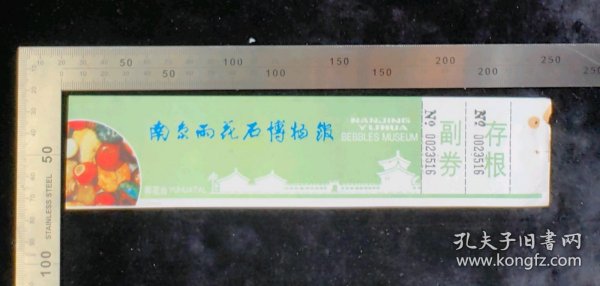 南京雨花石博物馆
NANJING
YUHUA
BEBBLES MUSEUM
雨花台 YUHUATAI
副券
No 0023516
存根
No 0023516
50 100 150 200 250
50 100 150 200
50 100
STAINLESS STEEL
孔夫子旧书网
www.kongfz.com